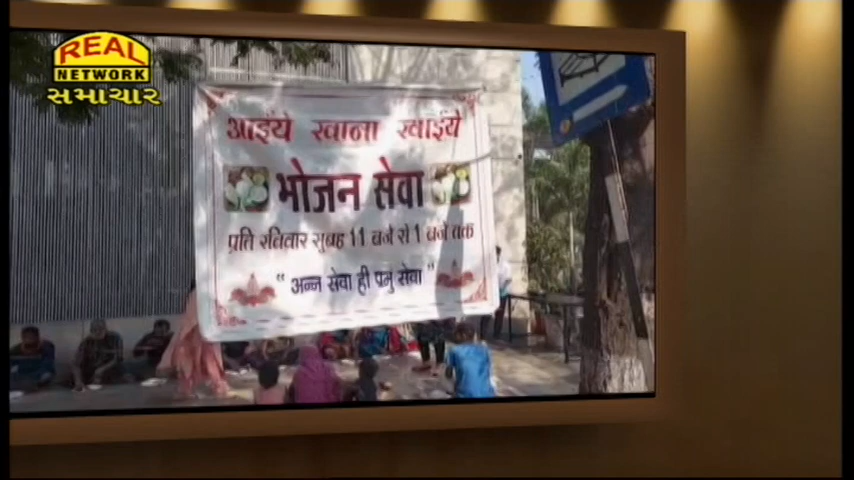 REAL
NETWORK
સમાચાર
आइये खाना खाइये
भोजन सेवा
प्रति रविवार सुबह 11 बजे से 1 बजे तक
"अन्न सेवा ही प्रभु सेवा"